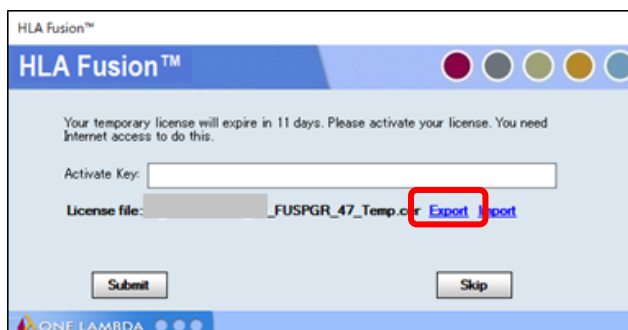 HLA Fusion™
HLA Fusion™
Your temporary license will expire in 11 days. Please activate your license. You need
Internet access to do this.
Activate Key:
License file: _FUSPGR_47_Temp.cer Export Import
Submit
Skip
ONE LAMBDA